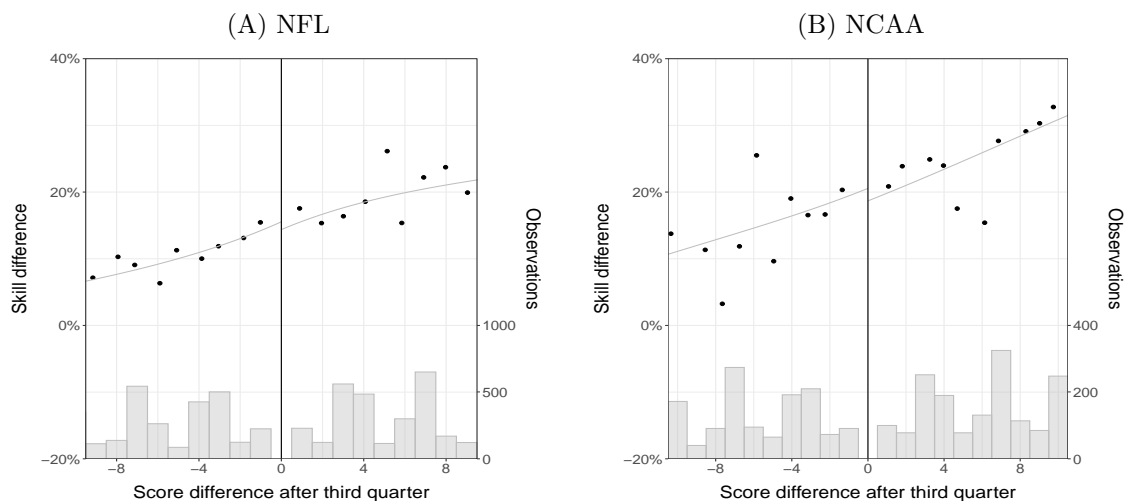 (A) NFL
40%
20%
0%
−20%
Skill difference
1000
500
0
Observations
−8 −4 0 4 8
Score difference after third quarter
(B) NCAA
40%
20%
0%
−20%
Skill difference
400
200
0
Observations
−8 −4 0 4 8
Score difference after third quarter